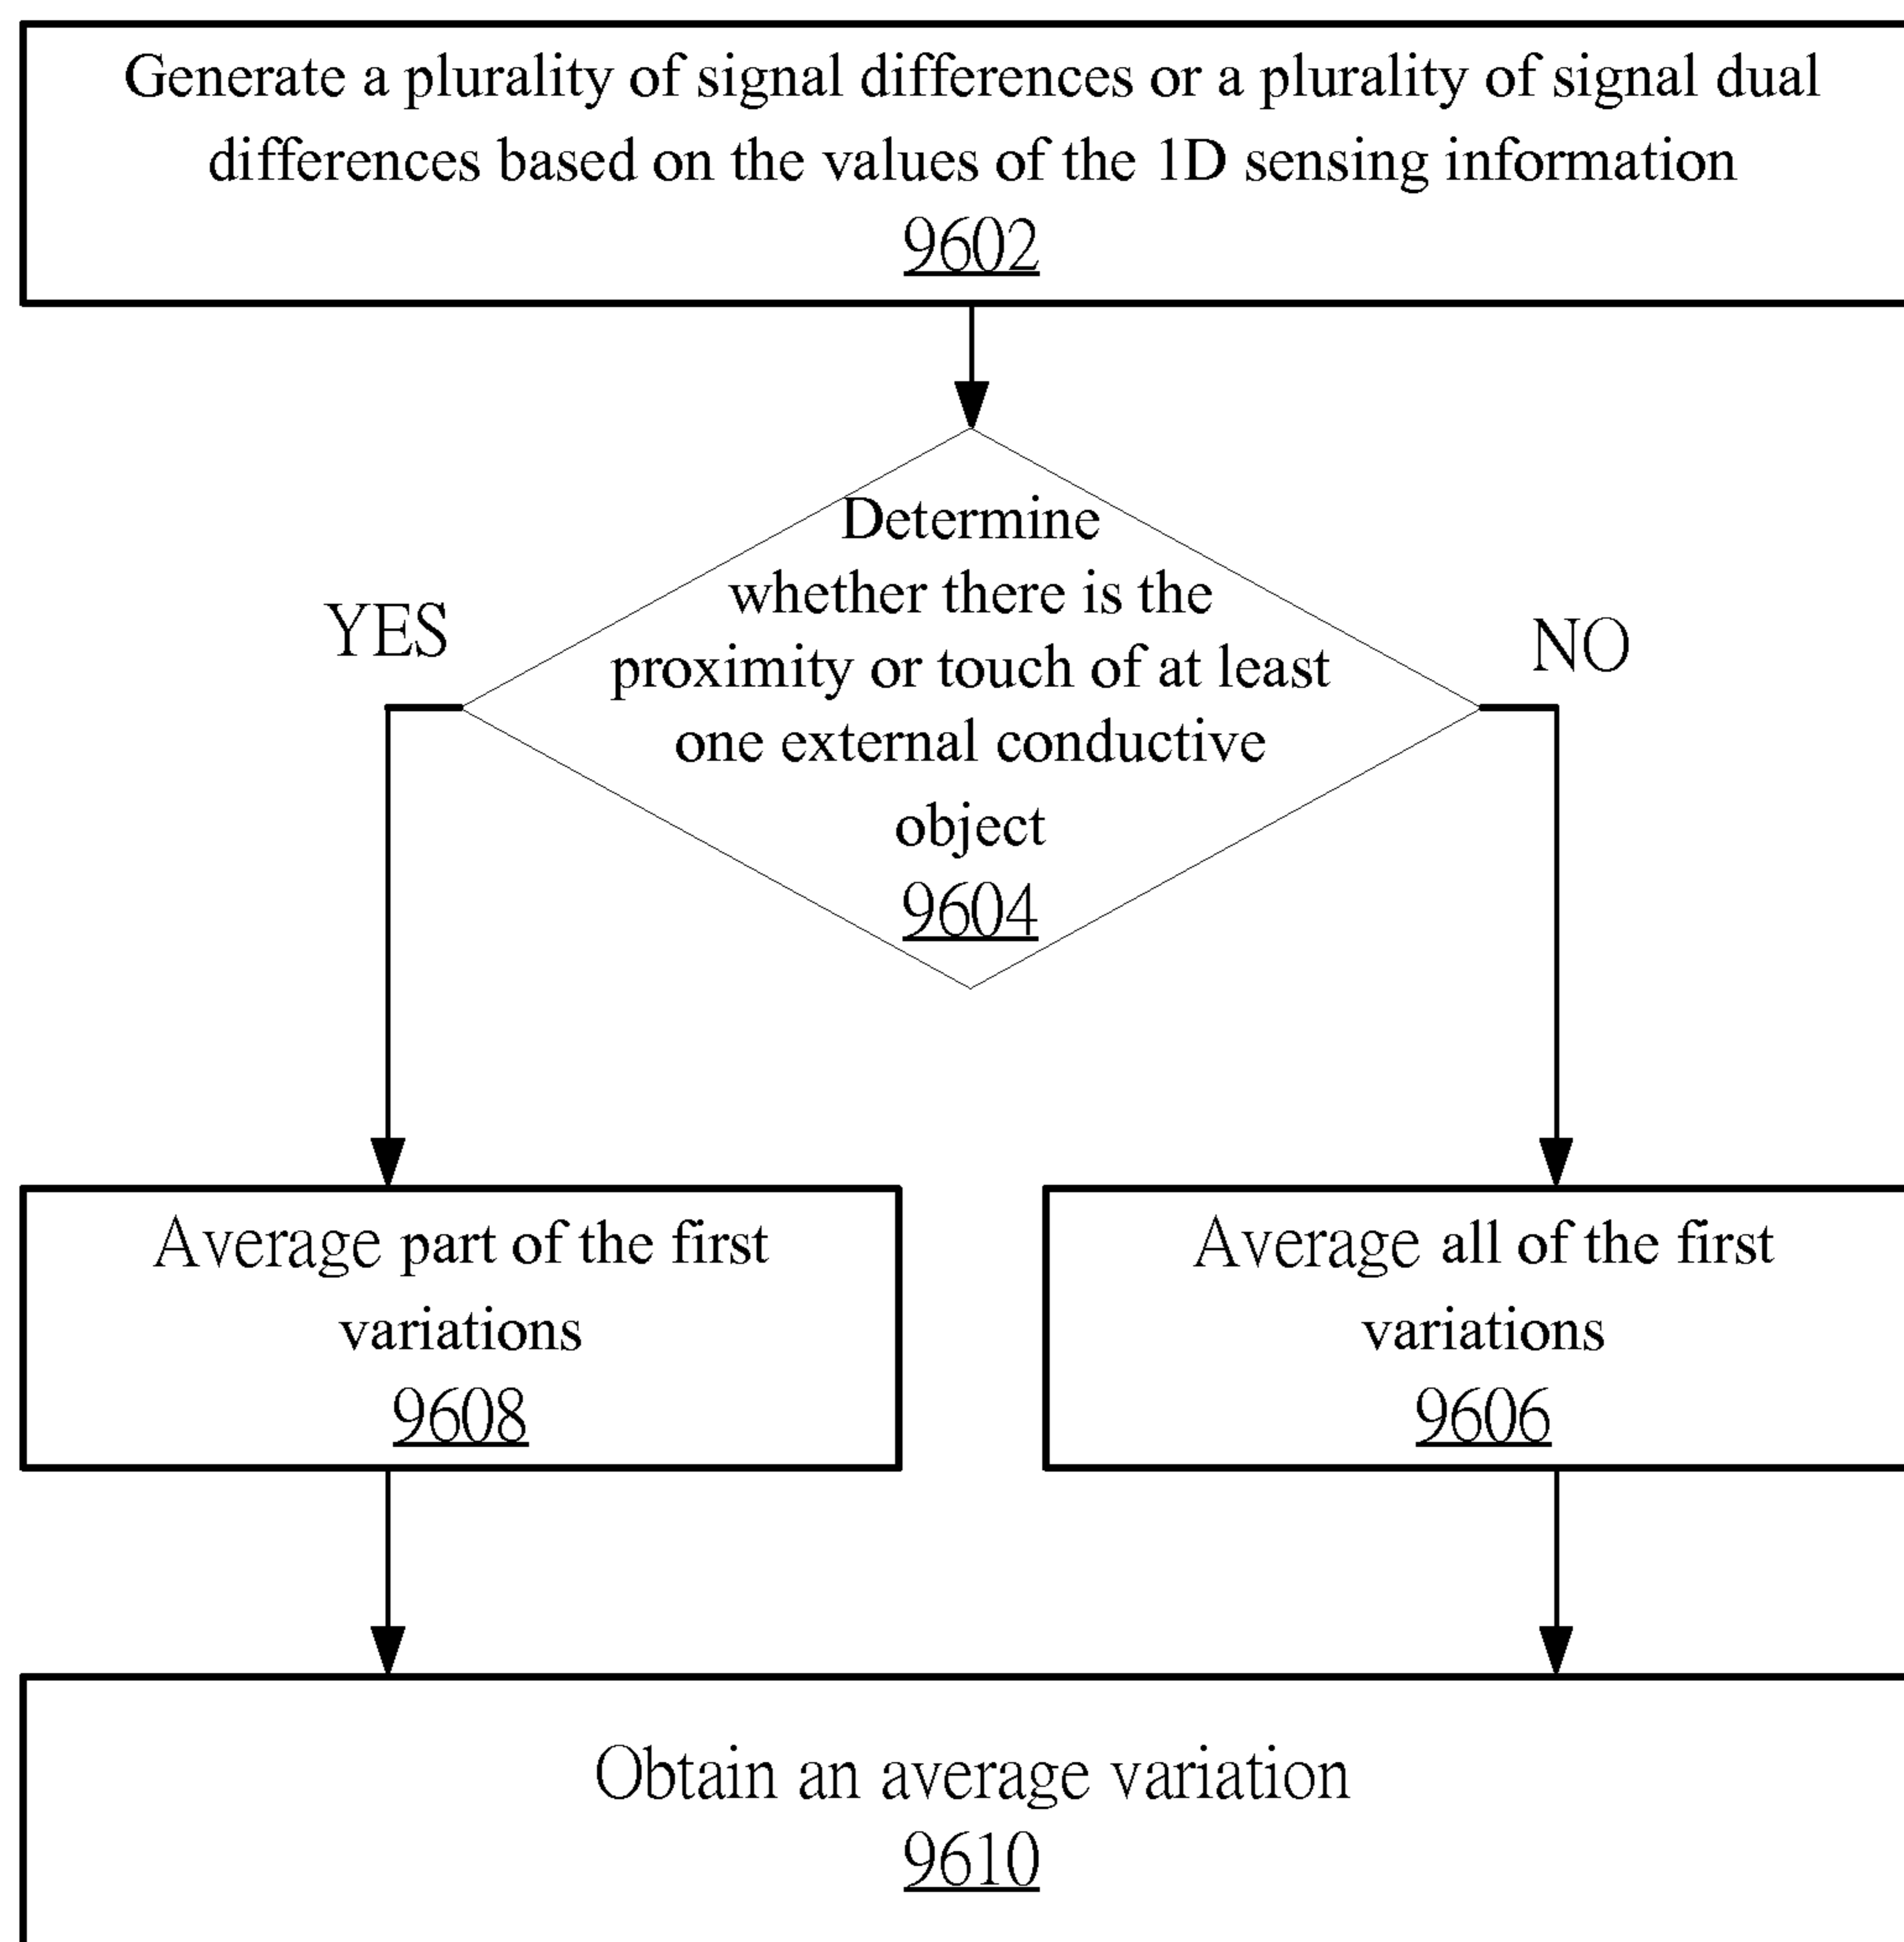 Generate a plurality of signal differences or a plurality of signal dual
differences based on the values of the 1D sensing information
9602
Determine
whether there is the
proximity or touch of at least
one external conductive
object
9604
YES
NO
Average part of the first
variations
9608
Average all of the first
variations
9606
Obtain an average variation
9610